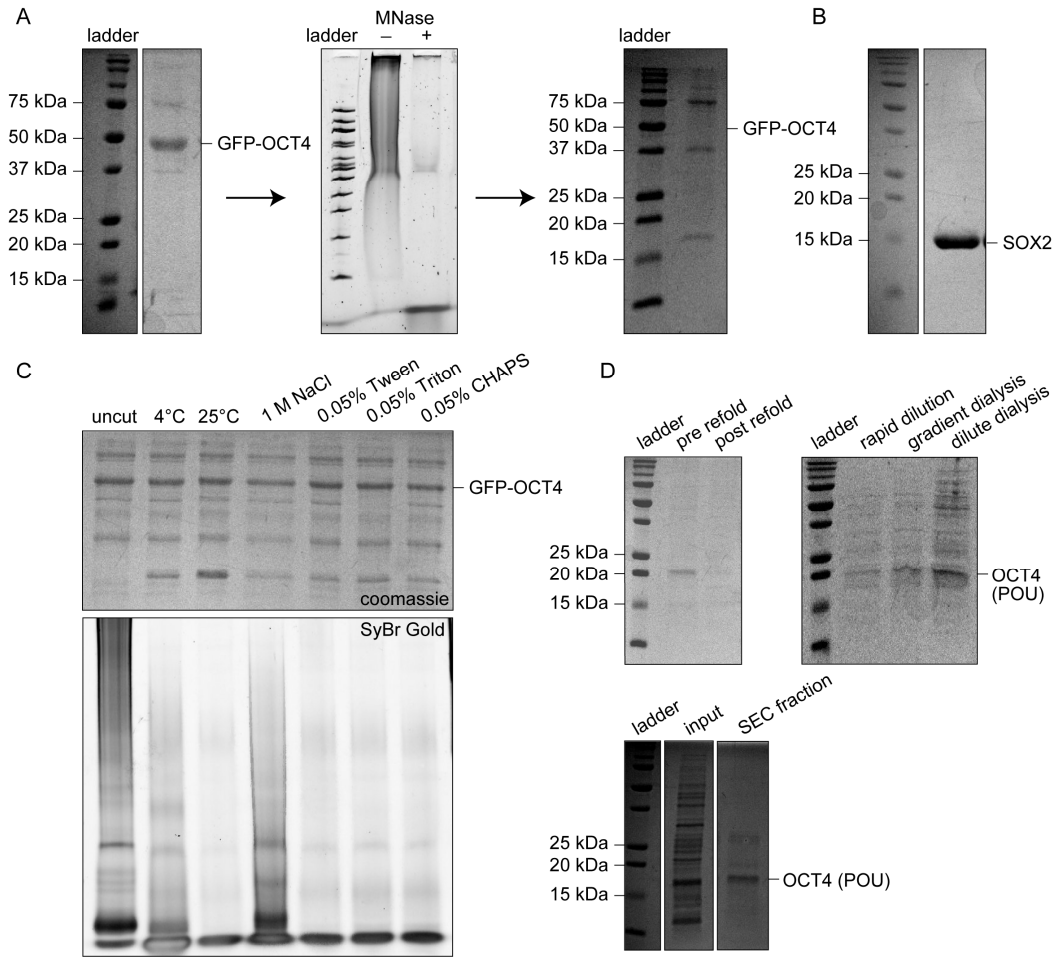 A
ladder
75 kDa
50 kDa
37 kDa
25 kDa
20 kDa
15 kDa
GFP-OCT4
MNase
ladder – +
ladder
75 kDa
50 kDa
37 kDa
25 kDa
20 kDa
15 kDa
GFP-OCT4
B
25 kDa
20 kDa
15 kDa
SOX2
C
uncut 4°C 25°C 1 M NaCl 0.05% Tween 0.05% Triton 0.05% CHAPS
GFP-OCT4
coomassie
SyBr Gold
D
ladder pre refold post refold
25 kDa
20 kDa
15 kDa
ladder rapid dilution gradient dialysis dilute dialysis
OCT4
(POU)
ladder input SEC fraction
25 kDa
20 kDa
15 kDa
OCT4 (POU)